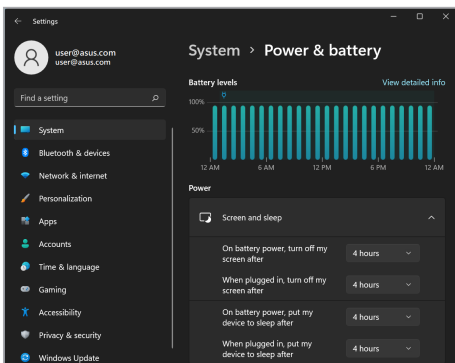 Settings
user@asus.com
user@asus.com
System > Power & battery
Find a setting
System
Bluetooth & devices
Network & internet
Personalization
Apps
Accounts
Time & language
Gaming
Accessibility
Privacy & security
Windows Update
Battery levels
View detailed info
100%
50%
12 AM 6 AM 12 PM 6 PM 12 AM
Power
Screen and sleep
On battery power, turn off my
screen after
4 hours
When plugged in, turn off my
screen after
4 hours
On battery power, put my
device to sleep after
4 hours
When plugged in, put my
device to sleep after
4 hours